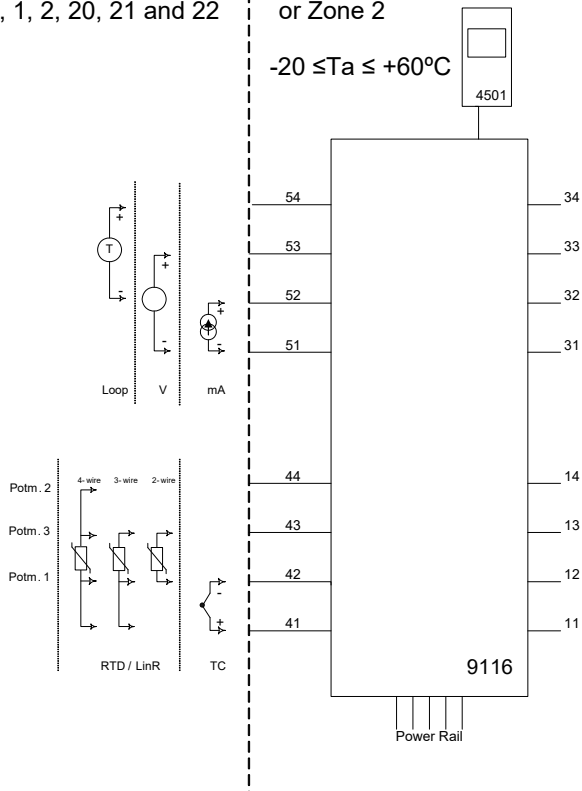 , 1, 2, 20, 21 and 22
or Zone 2
-20 ≤Ta ≤ +60ºC
4501
54
34
+
T
53
33
+
-
52
32
+
51
31
-
-
Loop
V
mA
4- wire
3- wire
2- wire
44
14
Potm. 2
43
13
Potm. 3
42
12
Potm. 1
-
+
41
11
RTD / LinR
TC
9116
Power Rail